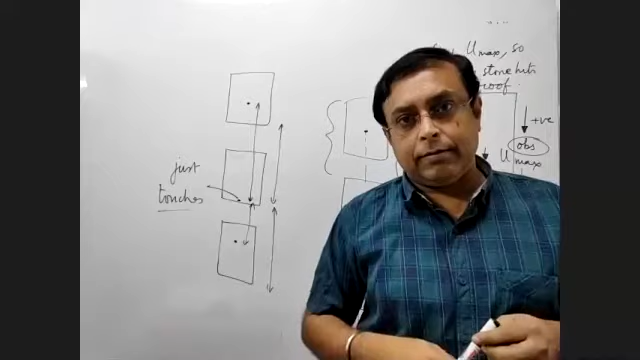 Umax, so
stone hits
roof.
+ve
obs
Umax
just
touches